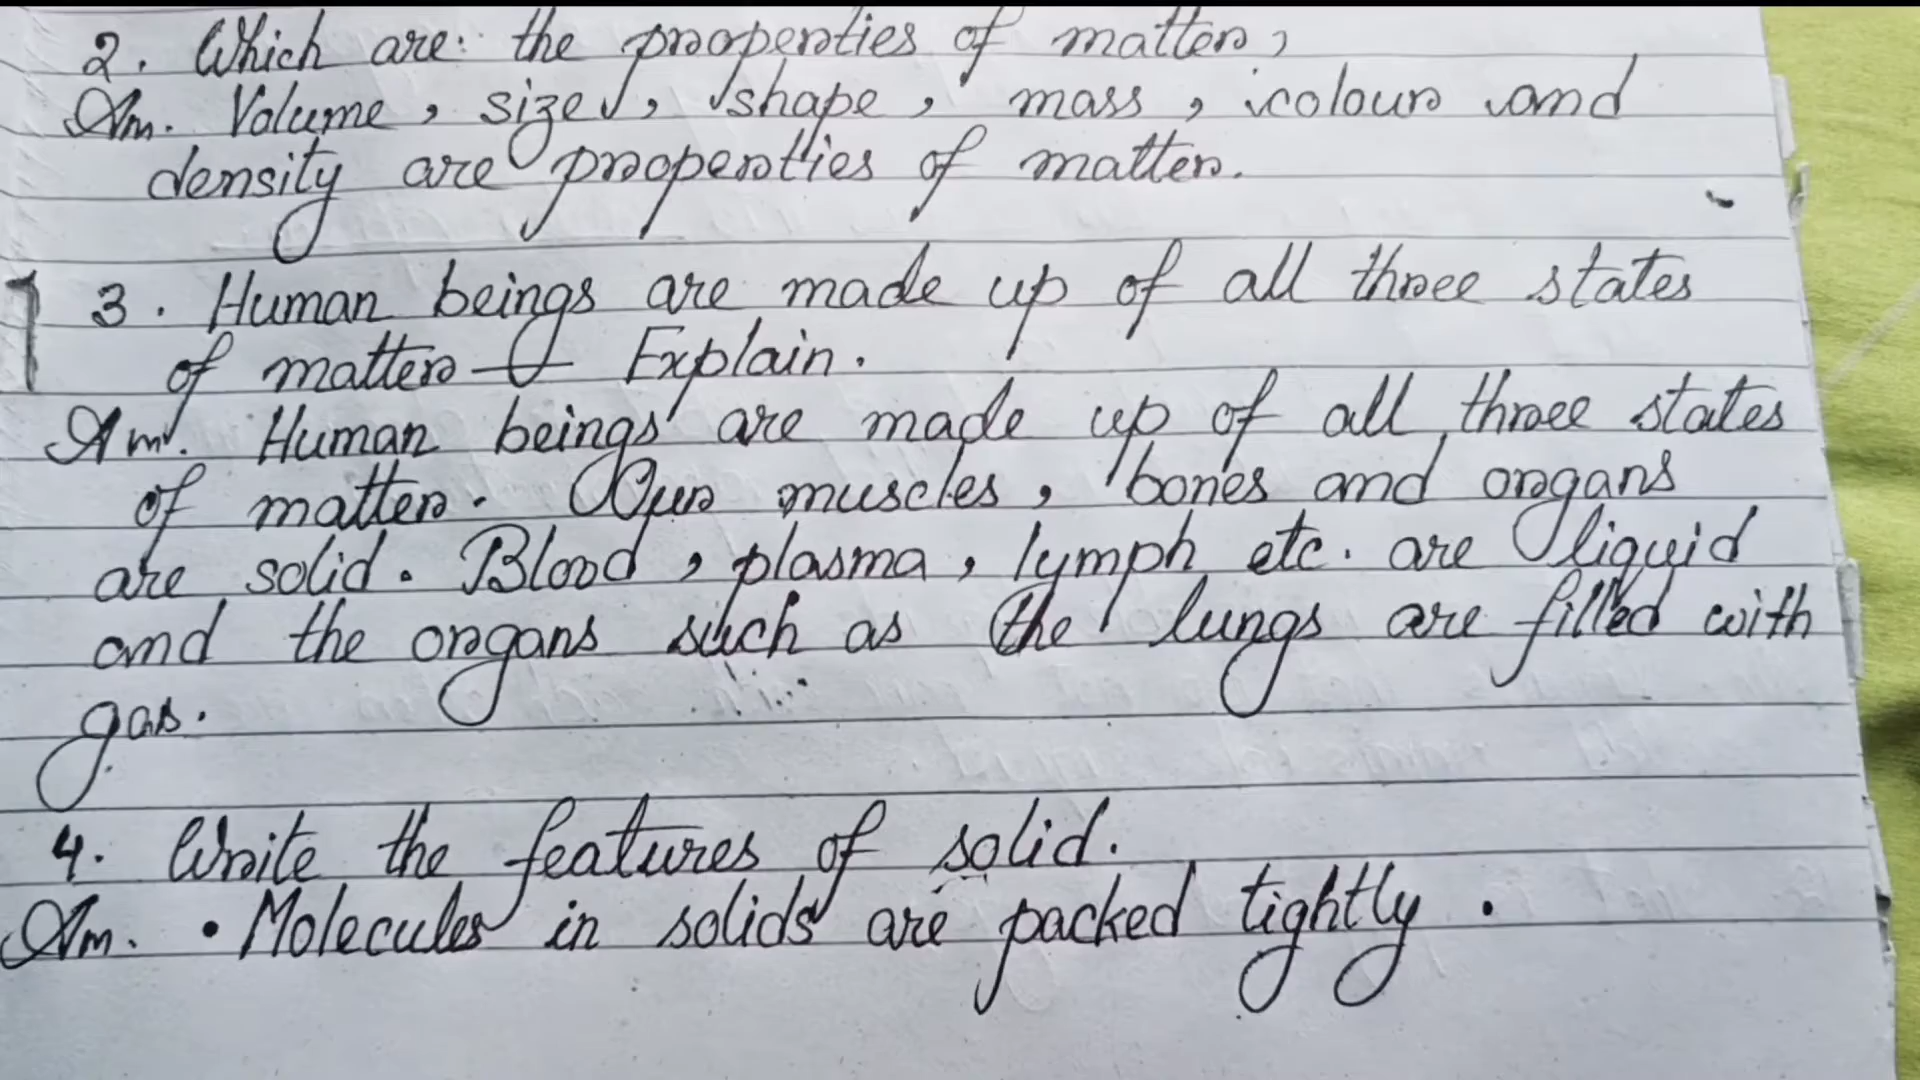 2. Which are the properties of matter,
Ans. Volume, size, shape, mass, colour and
density are properties of matter.
3. Human beings are made up of all three states
of matter - Explain.
Ans. Human beings are made up of all three states
of matter. Our muscles, bones and organs
are solid. Blood, plasma, lymph etc. are liquid
and the organs such as the lungs are filled with
gas.
4. Write the features of solid.
Ans. • Molecules in solids are packed tightly.